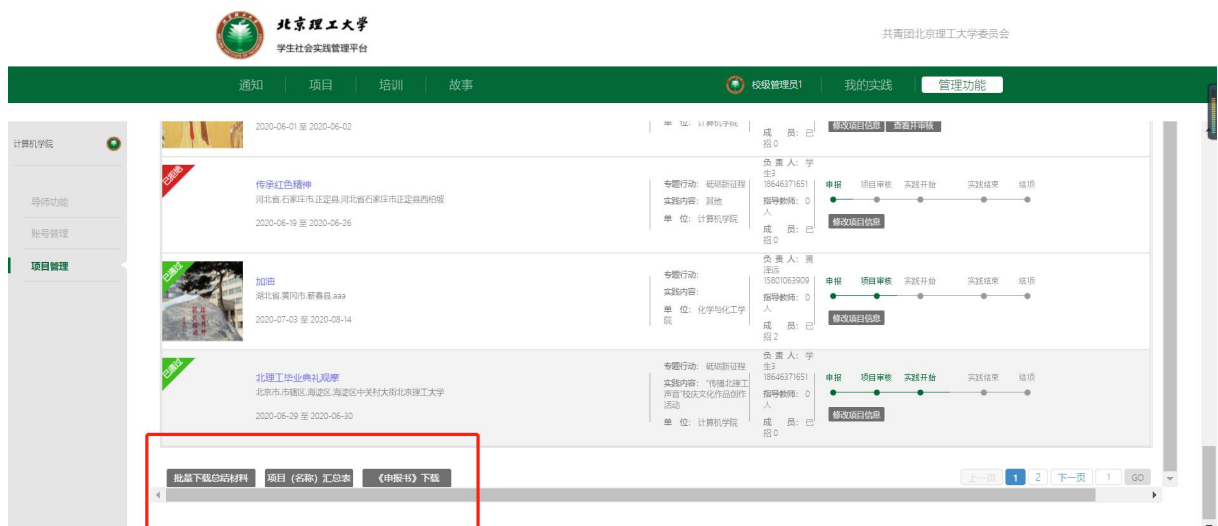 北京理工大学
学生社会实践管理平台
共青团北京理工大学委员会
通知 项目 培训 故事 校级管理员1 我的实践 管理功能
计算机学院
导师功能
账号管理
项目管理
2020-06-01 至 2020-06-02
单 位: 计算机学院
成 员: 已招 0
修改项目信息 查看并审核
已拒绝
传承红色精神
河北省,石家庄市,正定县,河北省石家庄市正定县西柏坡
2020-06-19 至 2020-06-26
专题行动: 砥砺新征程
实践内容: 其他
单 位: 计算机学院
负 责 人: 学
生3
18646371651
指导教师: 0
人
成 员: 已
招 0
申报 项目审核 实践开始 实践结束 结项
修改项目信息
已通过
加油
湖北省,黄冈市,蕲春县,aaa
2020-07-03 至 2020-08-14
专题行动:
实践内容:
单 位: 化学与化工学
院
负 责 人: 黄
泽远
15801063909
指导教师: 0
人
成 员: 已
招 2
申报 项目审核 实践开始 实践结束 结项
修改项目信息
已通过
北理工毕业典礼观摩
北京市,市辖区,海淀区,海淀区中关村大街北京理工大学
2020-06-29 至 2020-06-30
专题行动: 砥砺新征程
实践内容: “传播北理工
声音”校庆文化作品创作
活动
单 位: 计算机学院
负 责 人: 学
生3
18646371651
指导教师: 0
人
成 员: 已
招 0
申报 项目审核 实践开始 实践结束 结项
修改项目信息
批量下载总结材料 项目(名称)汇总表 《申报书》下载
上一页 1 2 下一页 1 GO